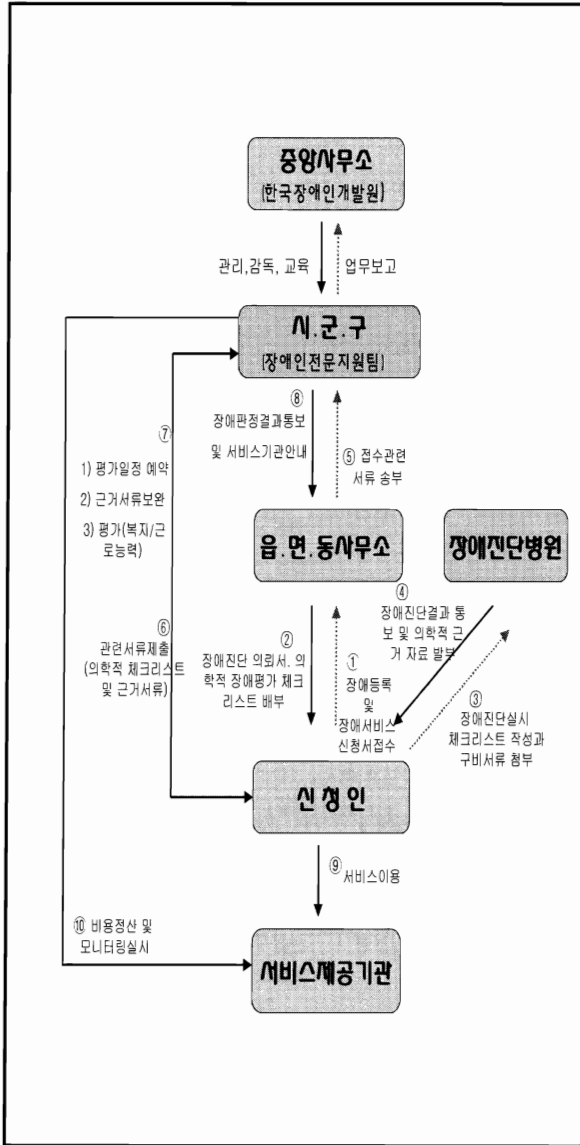 중앙사무소
(한국장애인개발원)
관리,감독, 교육
업무보고
시.군.구
(장애인전문지원팀)
⑧
장애판정결과통보
및 서비스기관안내
⑤ 접수관련
서류 송부
⑦
1) 평가일정 예약
2) 근거서류보완
3) 평가(복지/근
로능력)
읍.면.동사무소
장애진단병원
⑥
관련서류제출
(의학적 체크리스트
및 근거서류)
②
장애진단 의뢰서. 의
학적 장애평가 체크
리스트 배부
①
장애등록
및
장애서비스
신청서접수
④
장애진단결과 통
보 및 의학적 근
거 자료 발부
③
장애진단실시
체크리스트 작성과
구비서류 첨부
신청인
⑨
서비스이용
⑩ 비용정산 및
모니터링실시
서비스제공기관